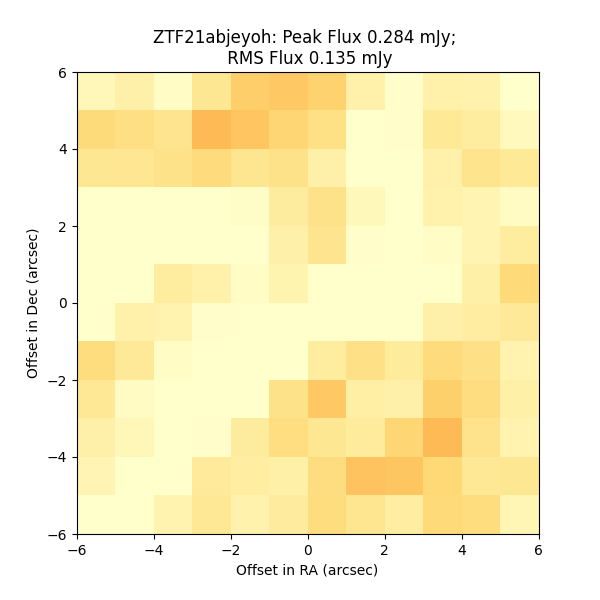 ZTF21abjeyoh: Peak Flux 0.284 mJy;
RMS Flux 0.135 mJy
6
4
2
0
−2
−4
−6
Offset in Dec (arcsec)
−6 −4 −2 0 2 4 6
Offset in RA (arcsec)